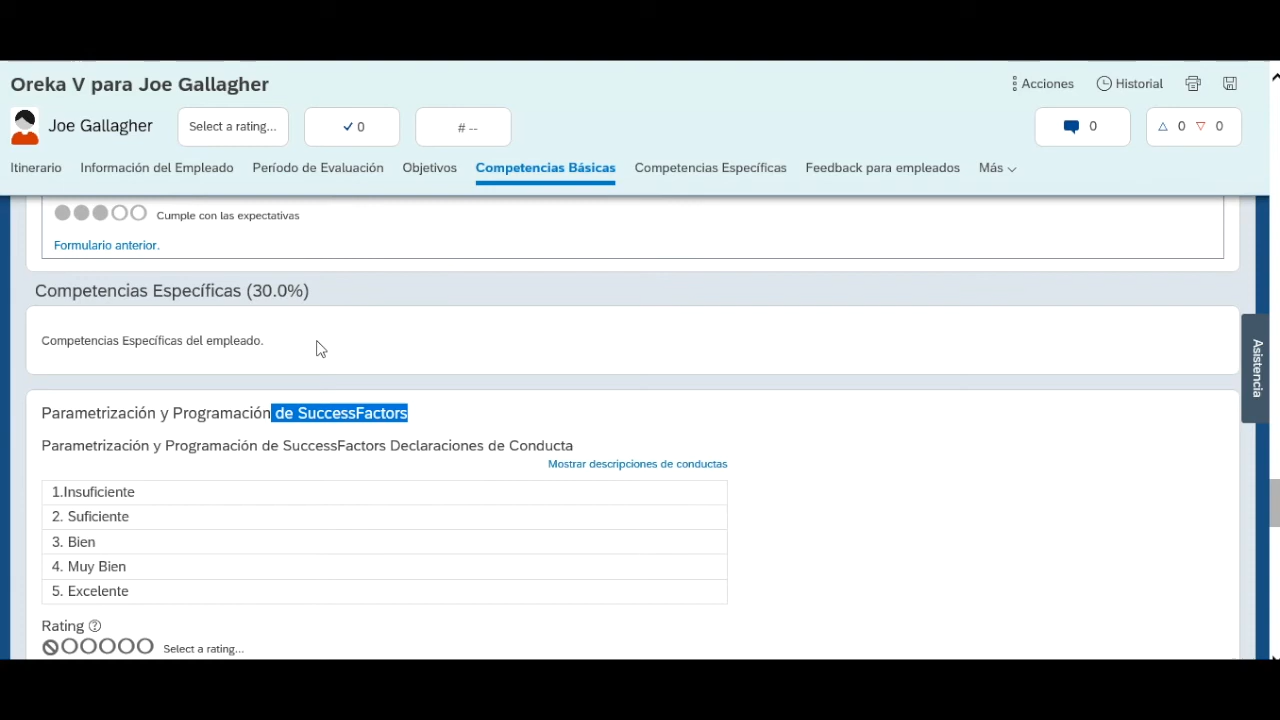 Oreka V para Joe Gallagher
Acciones
Historial
Joe Gallagher
Select a rating...
0
# --
0
0
0
Itinerario
Información del Empleado
Período de Evaluación
Objetivos
Competencias Básicas
Competencias Específicas
Feedback para empleados
Más
Cumple con las expectativas
Formulario anterior.
Competencias Específicas (30.0%)
Competencias Específicas del empleado.
Asistencia
Parametrización y Programación de SuccessFactors
Parametrización y Programación de SuccessFactors Declaraciones de Conducta
Mostrar descripciones de conductas
1.Insuficiente
2. Suficiente
3. Bien
4. Muy Bien
5. Excelente
Rating
Select a rating...